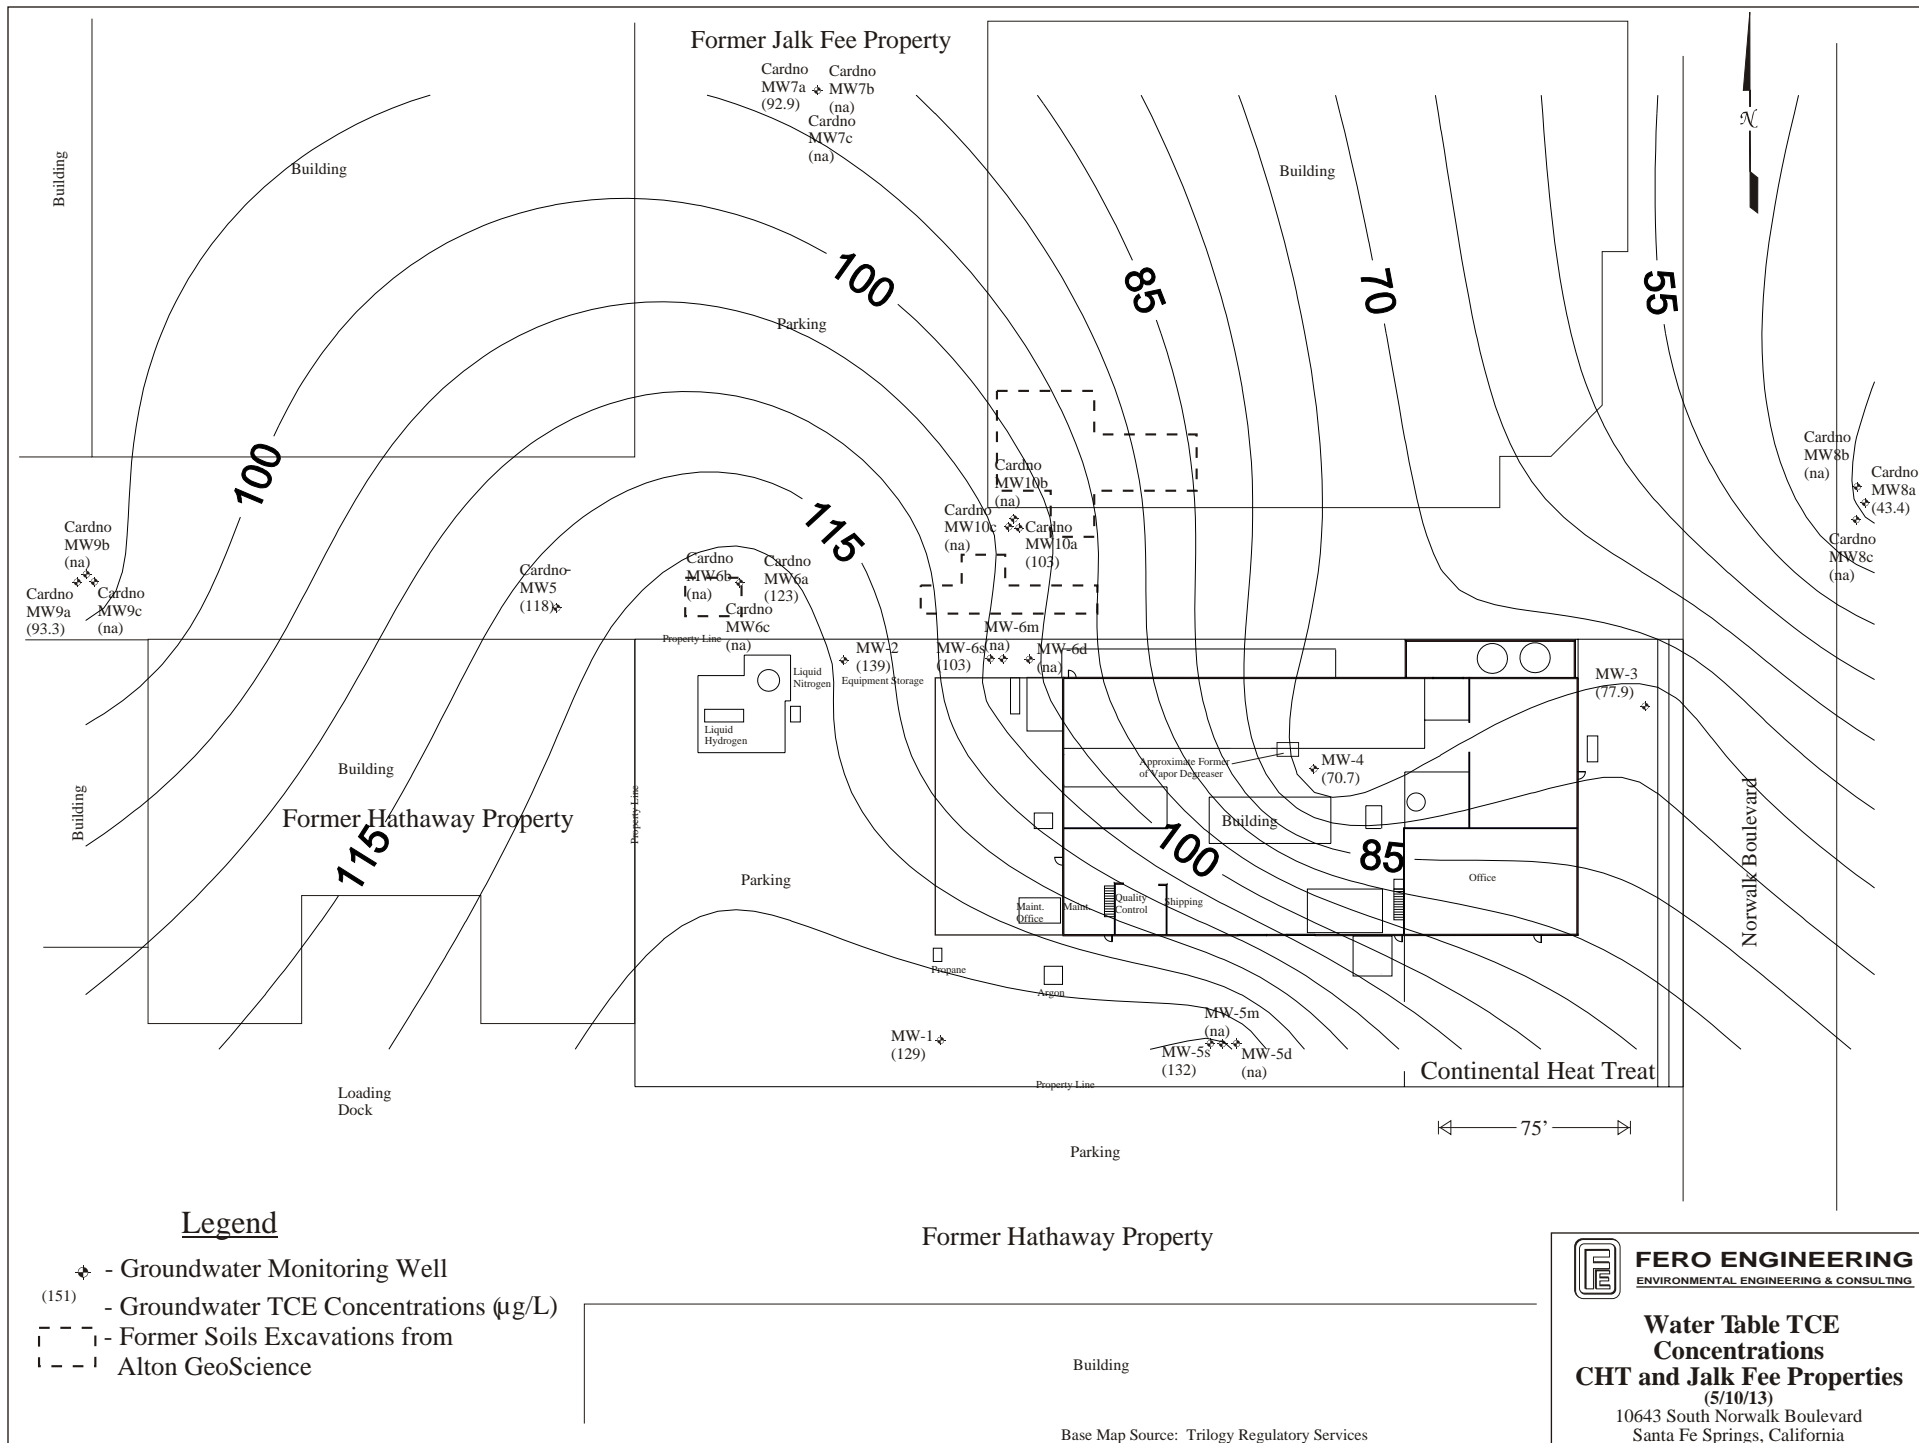 Former Jalk Fee Property
Cardno
MW7a
(92.9)
Cardno
MW7b
(na)
Cardno
MW7c
(na)
N
Building
Building
Building
100
85
70
55
Parking
100
115
Cardno
MW10b
(na)
Cardno
MW10c
(na)
Cardno
MW10a
(103)
Cardno
MW8b
(na)
Cardno
MW8a
(43.4)
Cardno
MW8c
(na)
Cardno
MW9b
(na)
Cardno
MW9a
(93.3)
Cardno
MW9c
(na)
Cardno
MW5
(118)
Cardno
MW6b
(na)
Cardno
MW6a
(123)
Cardno
MW6c
(na)
Property Line
MW-2
(139)
Equipment Storage
MW-6m
(na)
MW-6s
(103)
MW-6d
(na)
MW-3
(77.9)
Liquid
Nitrogen
Liquid
Hydrogen
Approximate Former
of Vapor Degreaser
MW-4
(70.7)
Building
Building
Former Hathaway Property
Property Line
Building
115
100
85
Norwalk Boulevard
Parking
Office
Maint.
Office
Maint.
Quality
Control
Shipping
Propane
Argon
MW-1
(129)
MW-5m
(na)
MW-5s
(132)
MW-5d
(na)
Continental Heat Treat
Property Line
Loading
Dock
75’
Parking
Former Hathaway Property
Legend
- Groundwater Monitoring Well
(151) - Groundwater TCE Concentrations (µg/L)
- Former Soils Excavations from
Alton GeoScience
Building
Base Map Source: Trilogy Regulatory Services
FE
FERO ENGINEERING
ENVIRONMENTAL ENGINEERING & CONSULTING
Water Table TCE
Concentrations
CHT and Jalk Fee Properties
(5/10/13)
10643 South Norwalk Boulevard
Santa Fe Springs, California